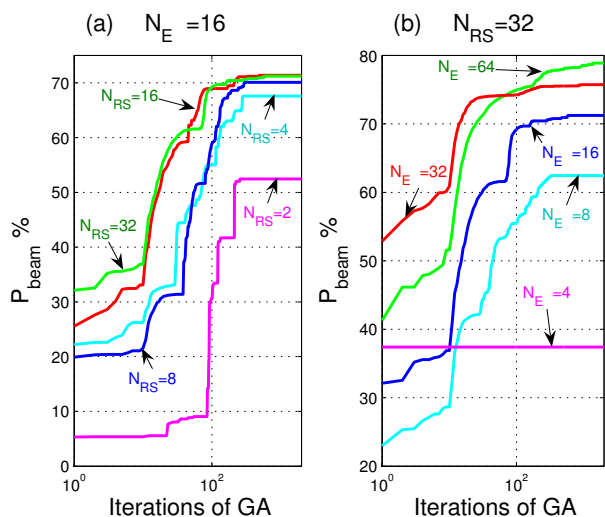 (a) N_E =16
P_beam %
80
70
60
50
40
30
20
10
0
N_RS=16
N_RS=4
N_RS=2
N_RS=32
N_RS=8
10^0
10^2
Iterations of GA
(b) N_RS=32
P_beam %
80
70
60
50
40
30
20
N_E =64
N_E =16
N_E =32
N_E =8
N_E =4
10^0
10^2
Iterations of GA